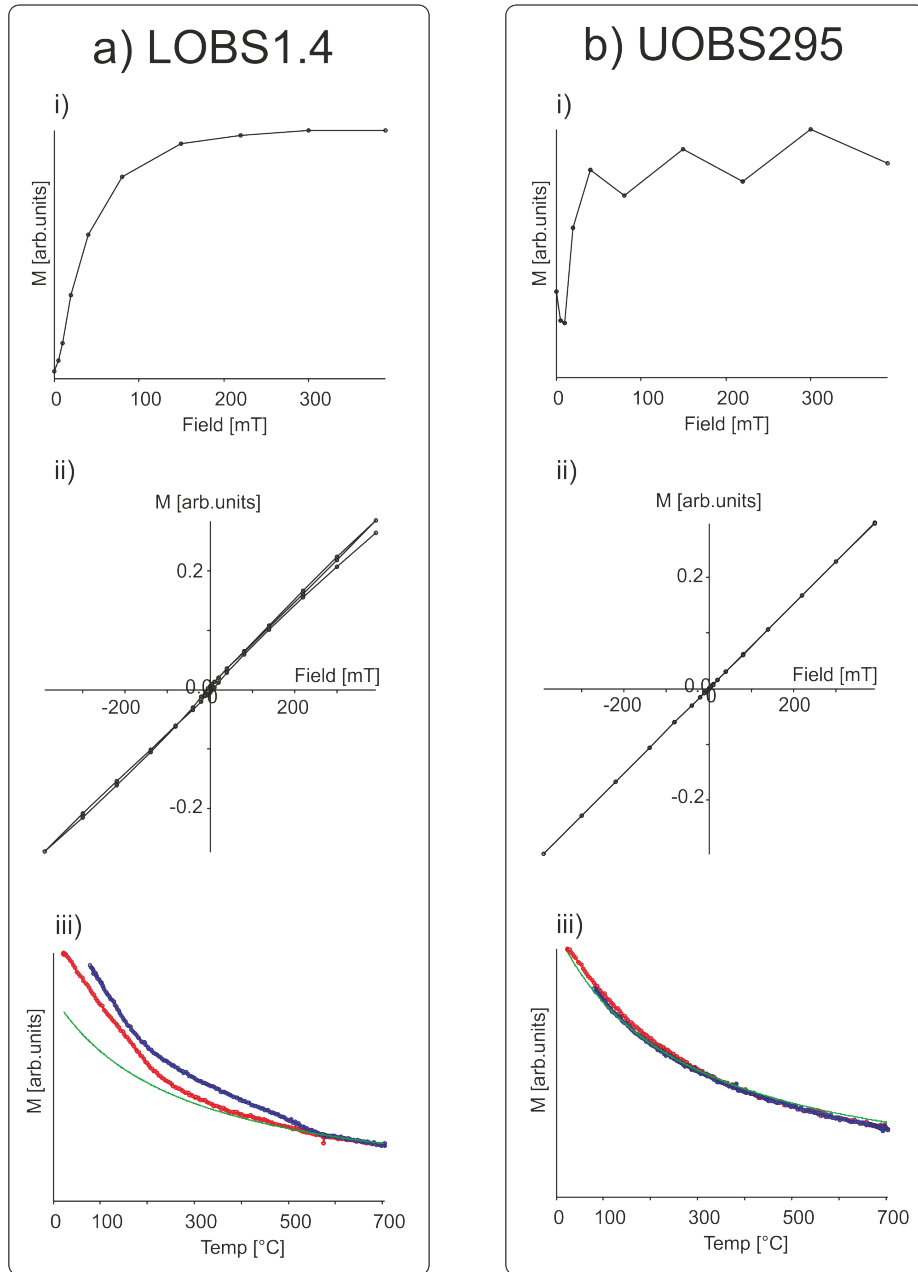 a) LOBS1.4
i)
M [arb.units]
0 100 200 300
Field [mT]
ii)
M [arb.units]
0.2
Field [mT]
0.0
0
-200 200
-0.2
iii)
M [arb.units]
0 100 300 500 700
Temp [°C]
b) UOBS295
i)
M [arb.units]
0 100 200 300
Field [mT]
ii)
M [arb.units]
0.2
Field [mT]
0.0
0
-200 200
-0.2
iii)
M [arb.units]
0 100 300 500 700
Temp [°C]